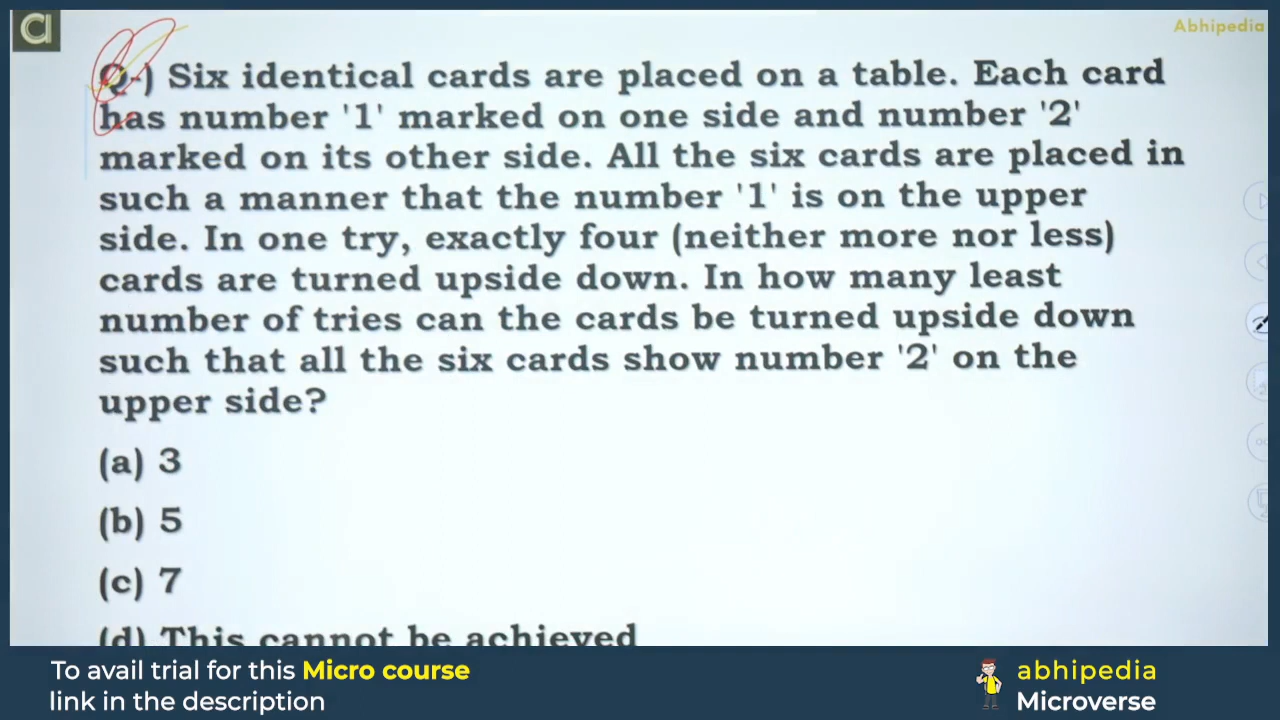 a
Abhipedia
Q-) Six identical cards are placed on a table. Each card
has number '1' marked on one side and number '2'
marked on its other side. All the six cards are placed in
such a manner that the number '1' is on the upper
side. In one try, exactly four (neither more nor less)
cards are turned upside down. In how many least
number of tries can the cards be turned upside down
such that all the six cards show number '2' on the
upper side?
(a) 3
(b) 5
(c) 7
(d) This cannot be achieved
To avail trial for this Micro course
link in the description
abhipedia
Microverse